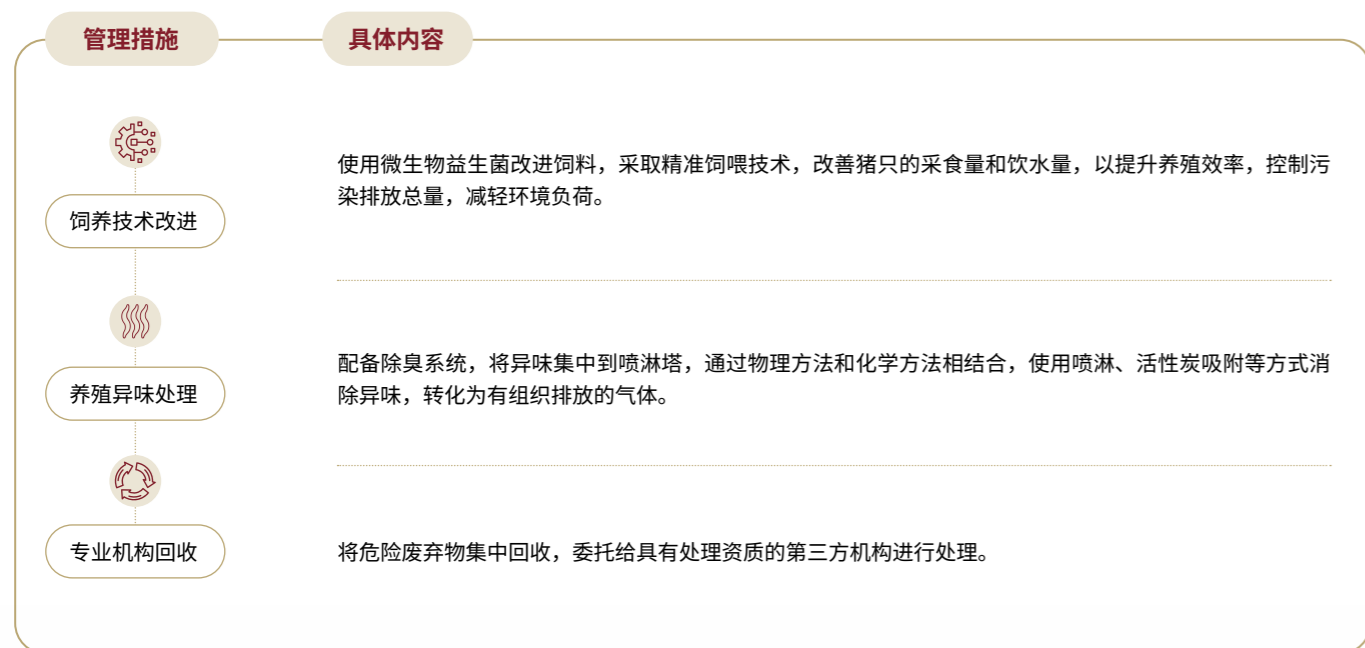 管理措施
具体内容
饲养技术改进
使用微生物益生菌改进饲料，采取精准饲喂技术，改善猪只的采食量和饮水量，以提升养殖效率，控制污
染排放总量，减轻环境负荷。
养殖异味处理
配备除臭系统，将异味集中到喷淋塔，通过物理方法和化学方法相结合，使用喷淋、活性炭吸附等方式消
除异味，转化为有组织排放的气体。
专业机构回收
将危险废弃物集中回收，委托给具有处理资质的第三方机构进行处理。